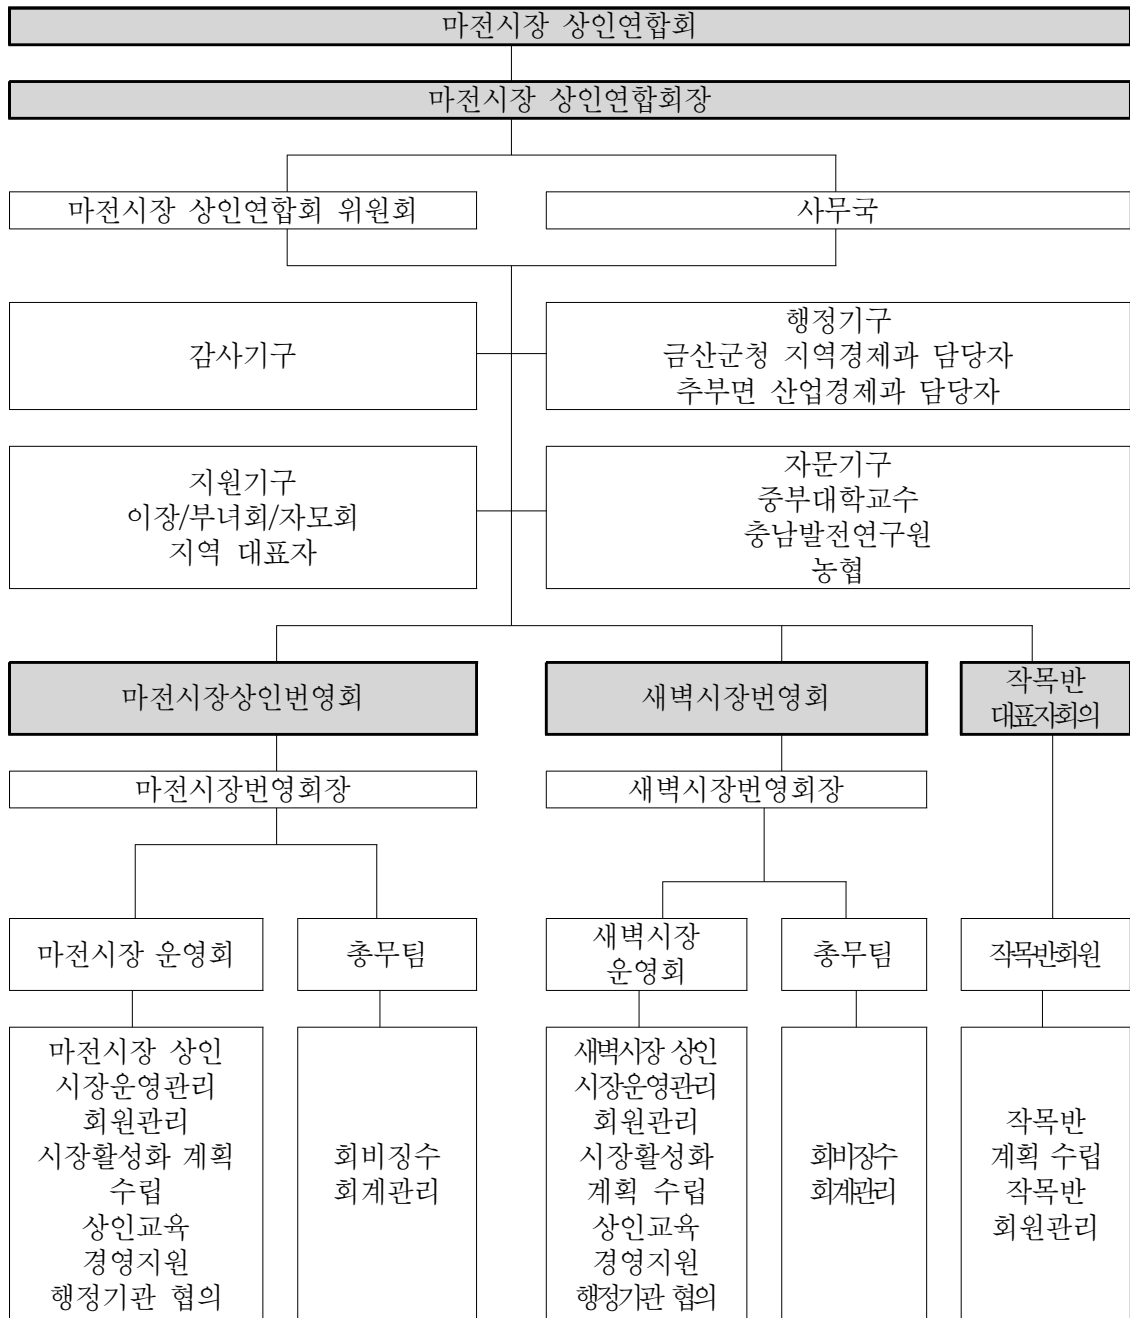 마전시장 상인연합회
마전시장 상인연합회장
마전시장 상인연합회 위원회
사무국
감사기구
행정기구
금산군청 지역경제과 담당자
추부면 산업경제과 담당자
지원기구
이장/부녀회/자모회
지역 대표자
자문기구
중부대학교수
충남발전연구원
농협
마전시장상인번영회
새벽시장번영회
작목반
대표자회의
마전시장번영회장
새벽시장번영회장
마전시장 운영회
총무팀
새벽시장
운영회
총무팀
작목반회원
마전시장 상인
시장운영관리
회원관리
시장활성화 계획
수립
상인교육
경영지원
행정기관 협의
회비징수
회계관리
새벽시장 상인
시장운영관리
회원관리
시장활성화
계획 수립
상인교육
경영지원
행정기관 협의
회비징수
회계관리
작목반
계획 수립
작목반
회원관리